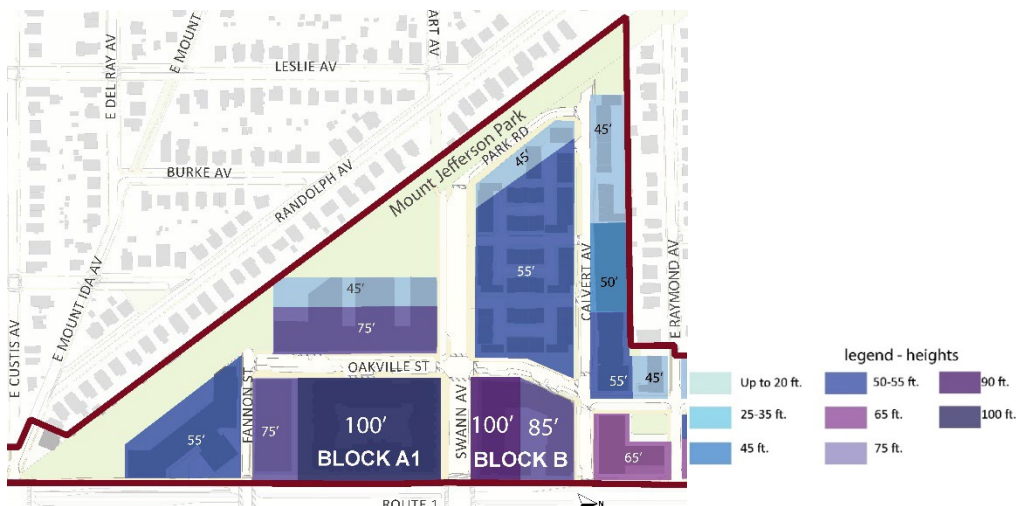 E DEL RAY AV
E MOUNT
ART AV
LESLIE AV
BURKE AV
RANDOLPH AV
Mount Jefferson Park
PARK RD
45'
45'
E CUSTIS AV
E MOUNT IDA AV
45'
75'
55'
50'
CALVERT AV
E RAYMOND AV
OAKVILLE ST
55'
45'
FANNON ST
55'
75'
100'
BLOCK A1
SWANN AV
100'
85'
BLOCK B
65'
ROUTE 1
N
legend - heights
Up to 20 ft.
50-55 ft.
90 ft.
25-35 ft.
65 ft.
100 ft.
45 ft.
75 ft.